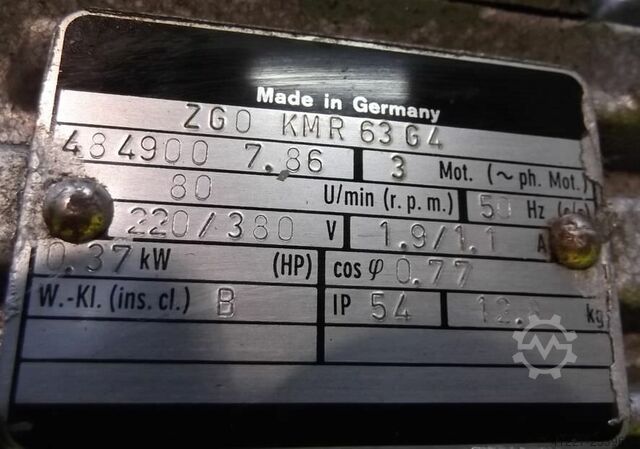 Made in Germany
ZGO KMR 63 G4
484900 7.86 3 Mot. (~ ph. Mot.)
80 U/min (r. p. m.) 50 Hz (c/s)
220/380 V 1.9/1.1 A
0.37 kW (HP) cos φ 0.77
W.-Kl. (ins. cl.) B IP 54 kg